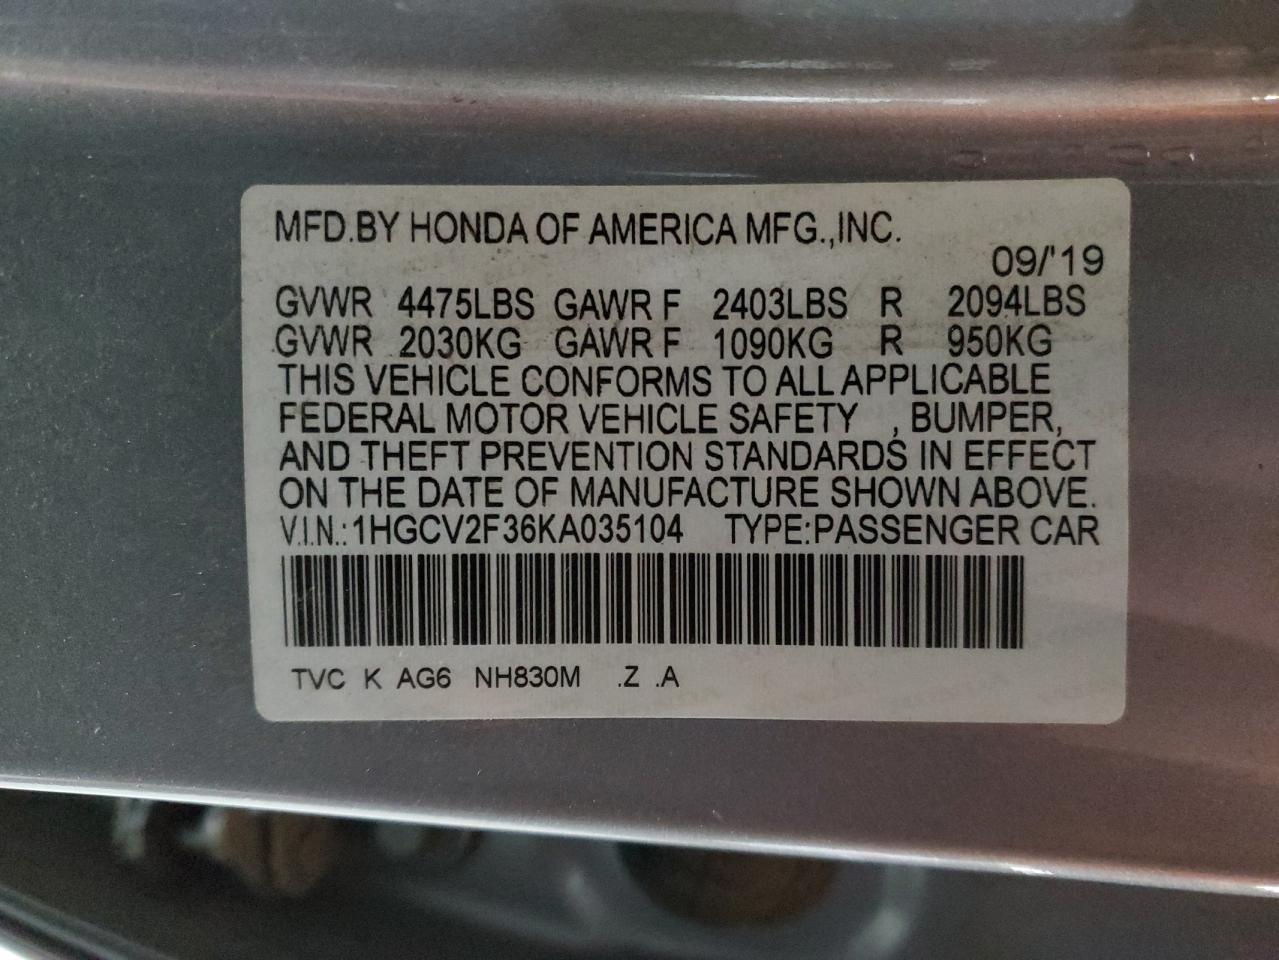 MFD.BY HONDA OF AMERICA MFG.,INC.
09/'19
GVWR 4475LBS GAWR F 2403LBS R 2094LBS
GVWR 2030KG GAWR F 1090KG R 950KG
THIS VEHICLE CONFORMS TO ALL APPLICABLE
FEDERAL MOTOR VEHICLE SAFETY , BUMPER,
AND THEFT PREVENTION STANDARDS IN EFFECT
ON THE DATE OF MANUFACTURE SHOWN ABOVE.
V.I.N.:1HGCV2F36KA035104 TYPE:PASSENGER CAR
TVC K AG6 NH830M .Z .A